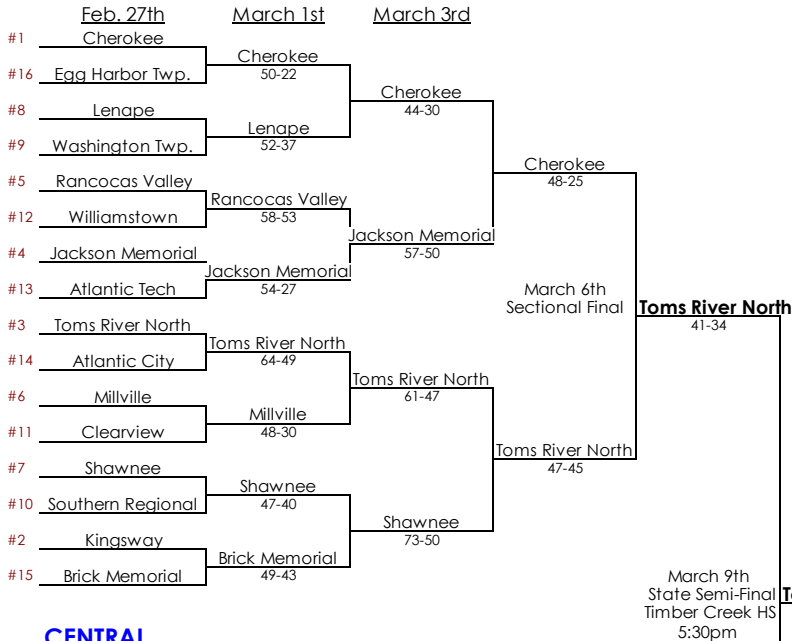 Feb. 27th March 1st March 3rd
#1 Cherokee
Cherokee
#16 Egg Harbor Twp. 50-22
Cherokee
#8 Lenape 44-30
Lenape
#9 Washington Twp. 52-37
Cherokee
#5 Rancocas Valley 48-25
Rancocas Valley
#12 Williamstown 58-53
Jackson Memorial
#4 Jackson Memorial 57-50
Jackson Memorial
#13 Atlantic Tech 54-27
March 6th
Sectional Final Toms River North
41-34
#3 Toms River North
Toms River North
#14 Atlantic City 64-49
Toms River North
#6 Millville 61-47
Millville
#11 Clearview 48-30
Toms River North
47-45
#7 Shawnee
Shawnee
#10 Southern Regional 47-40
Shawnee
#2 Kingsway 73-50
Brick Memorial
#15 Brick Memorial 49-43
March 9th
State Semi-Final
Timber Creek HS
5:30pm
CENTRAL